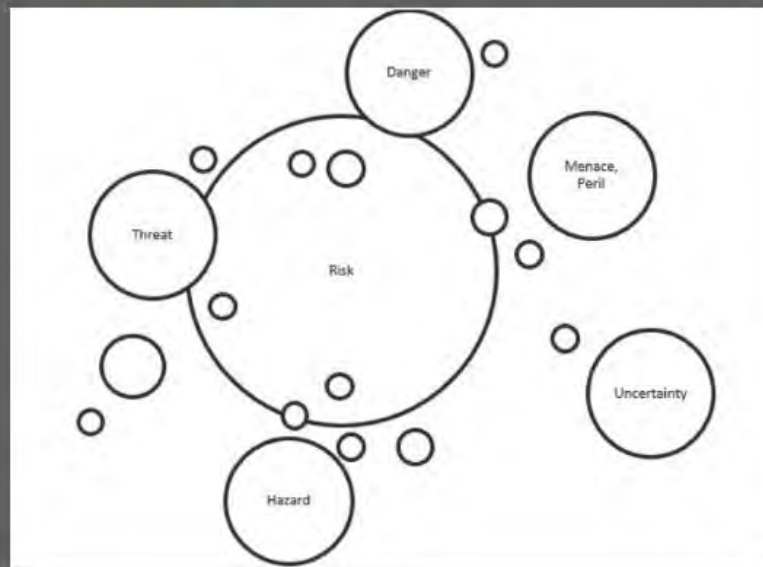 Danger
Menace,
Peril
Threat
Risk
Uncertainty
Hazard